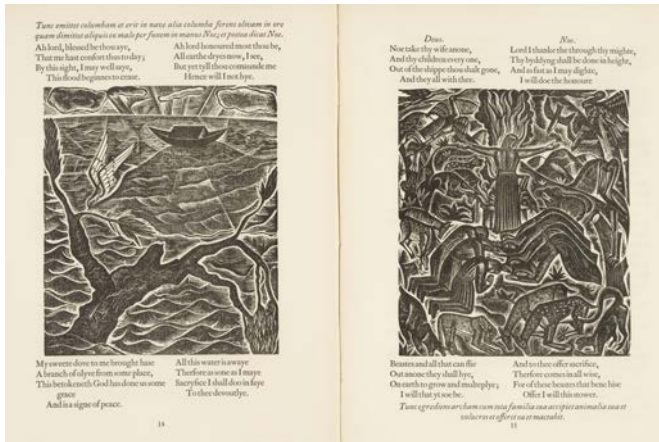 Tunc emittet columbam et erit in nave alia columba ferens olivam in ore
quam dimittet aliquis ex malo per funem in manus Noe; et postea dicat Noe.
Ah lord, blessed be thou aye,
That me hast confort thus to day;
By this sight, I may well saye,
This flood beginnes to cease.
Ah lord honoured most thou be,
All earthe dryes now, I see,
But yet tyll thou comaunde me
Hence will I not hye.
My sweete dove to me brought hase
A branch of olyve from some place,
This betokeneth God has done us some
grace
And is a signe of peace.
All this water is awaye
Therfore as sone as I maye
Sacryfice I shall doo in faye
To thee devoutlye.
34
Deus.
Noe take thy wife anone,
And thy children every one,
Out of the shippe thou shalt gone,
And they all with thee.
Noe.
Lord I thanke the through thy mighte,
Thy byddyng shall be done in height,
And as fast as I may dighte,
I will doe the honoure
Beastes and all that can flie
Out anone they shall hye,
On earth to grow and multeplye;
I will that yt soe be.
And to thee offer sacrifice,
Therfore comes in all wise,
For of these beastes that bene hise
Offer I will this stower.
Tunc egrediens archam cum tota familia sua accipiet animalia sua et
volucres et offeret ea et mactabit.
35